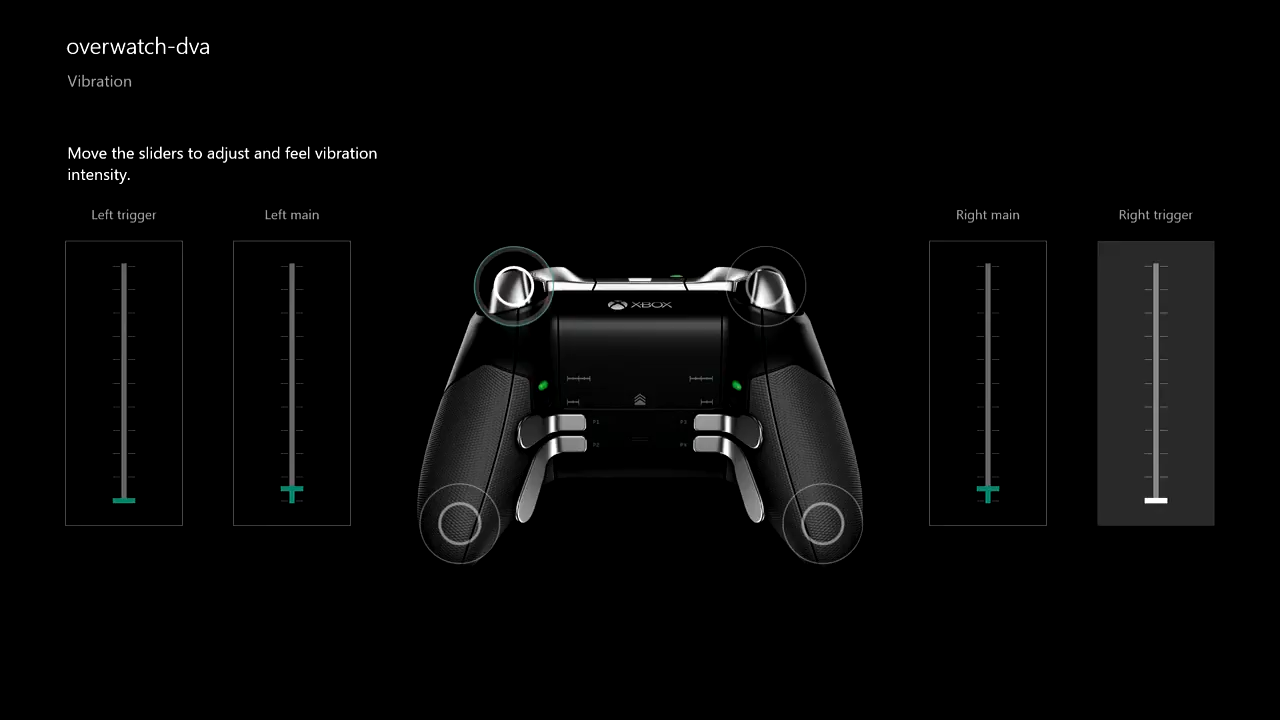 overwatch-dva
Vibration
Move the sliders to adjust and feel vibration
intensity.
Left trigger
Left main
Right main
Right trigger
XBOX